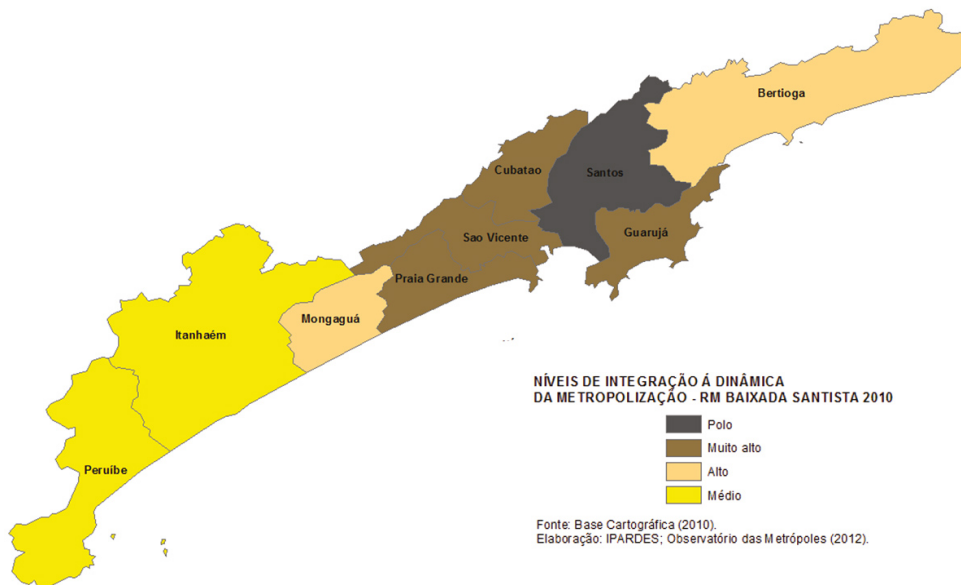 Bertioga
Cubatao
Santos
Sao Vicente
Guarujá
Praia Grande
Mongaguá
Itanhaém
Peruíbe
NÍVEIS DE INTEGRAÇÃO Á DINÂMICA
DA METROPOLIZAÇÃO - RM BAIXADA SANTISTA 2010
Polo
Muito alto
Alto
Médio
Fonte: Base Cartográfica (2010).
Elaboração: IPARDES; Observatório das Metrópoles (2012).